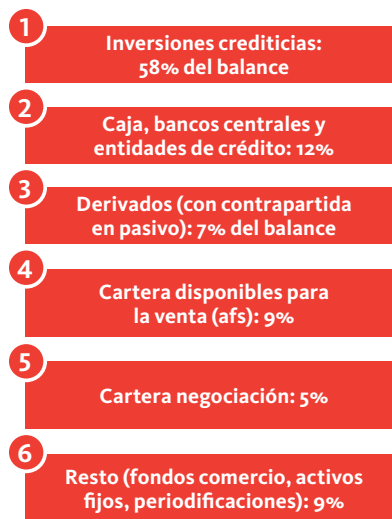 1
Inversiones crediticias:
58% del balance
2
Caja, bancos centrales y
entidades de crédito: 12%
3
Derivados (con contrapartida
en pasivo): 7% del balance
4
Cartera disponibles para
la venta (afs): 9%
5
Cartera negociación: 5%
6
Resto (fondos comercio, activos
fijos, periodificaciones): 9%